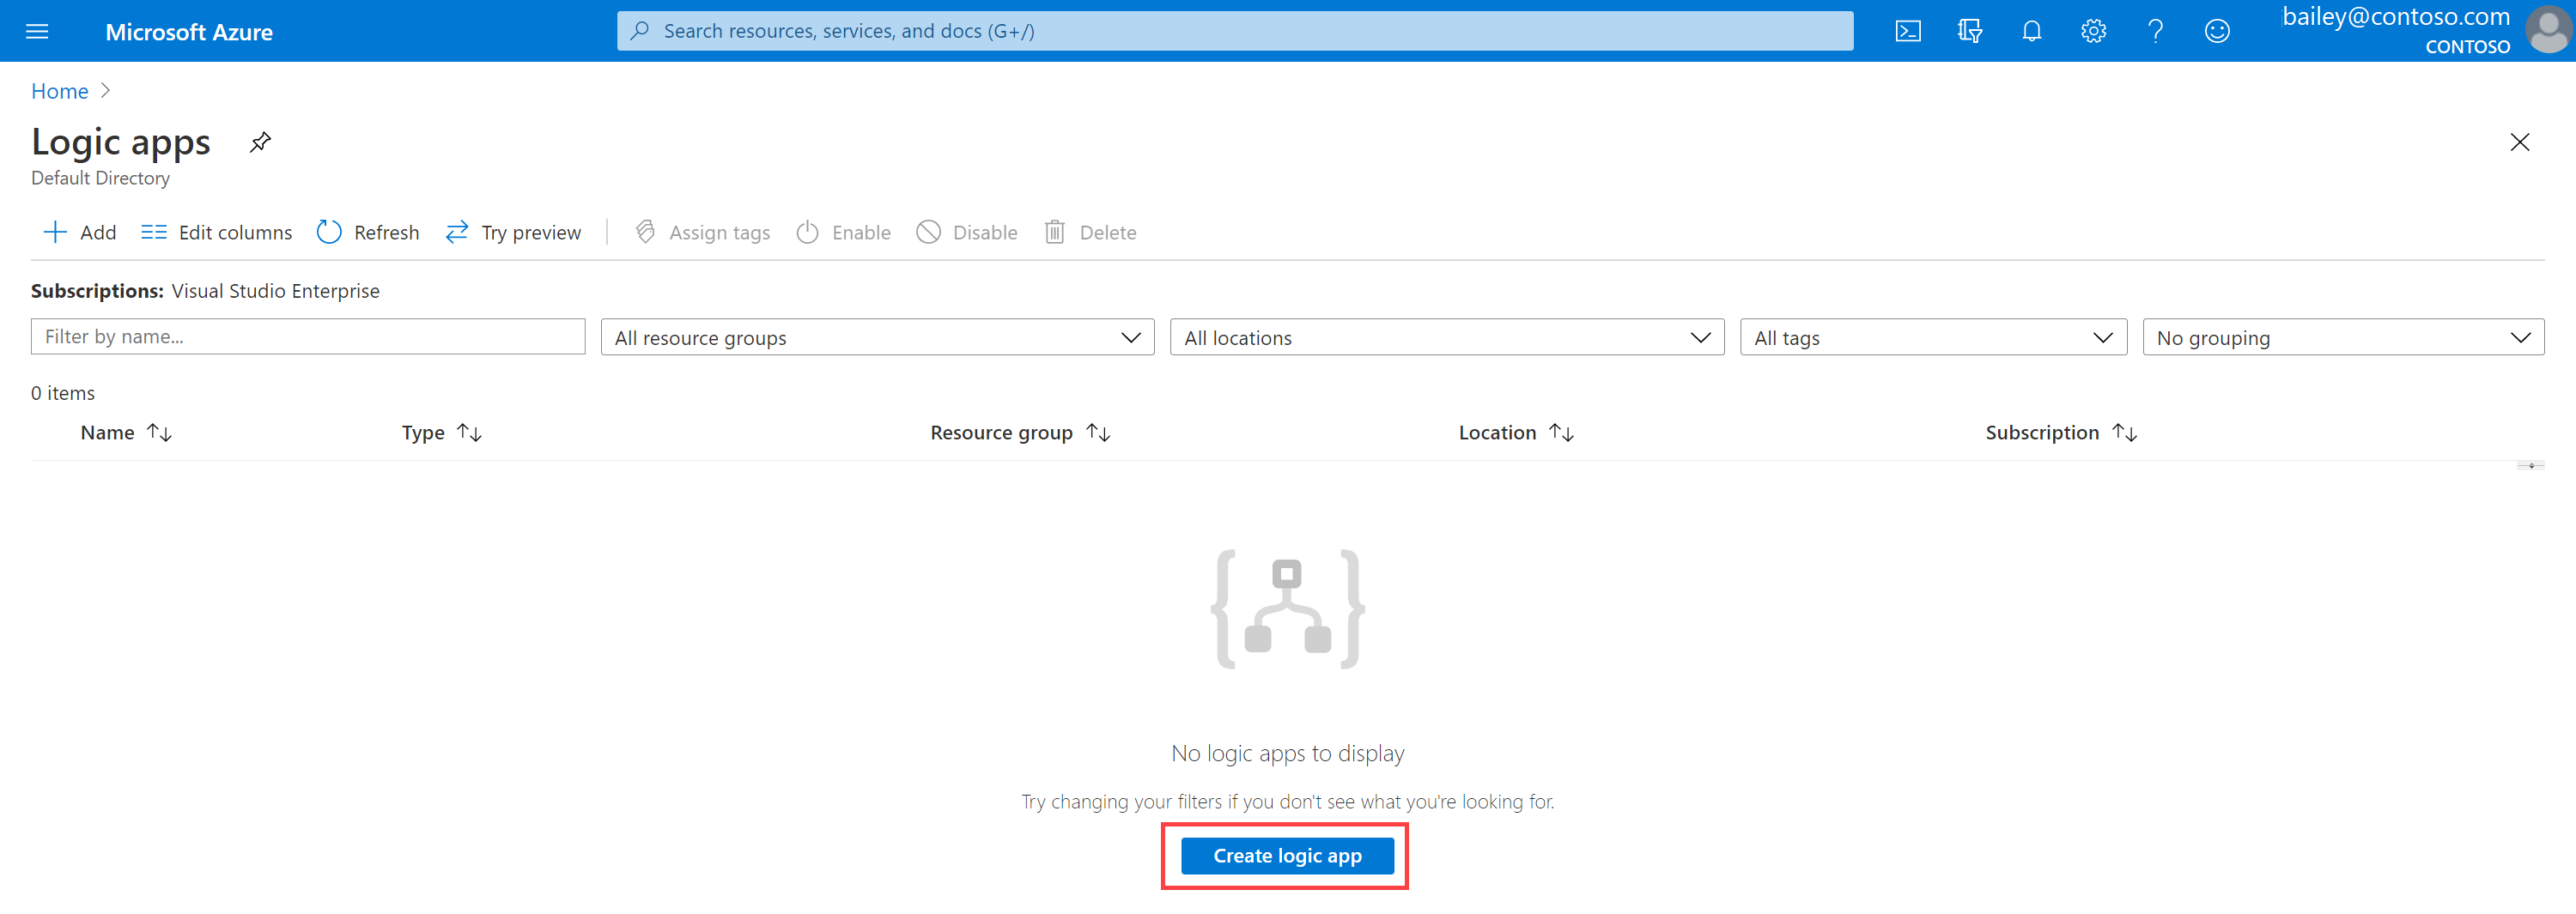 Microsoft Azure
Search resources, services, and docs (G+/)
bailey@contoso.com
CONTOSO
Home
Logic apps
Default Directory
Add Edit columns Refresh Try preview Assign tags Enable Disable Delete
Subscriptions: Visual Studio Enterprise
Filter by name... All resource groups All locations All tags No grouping
0 items
Name Type Resource group Location Subscription
No logic apps to display
Try changing your filters if you don't see what you're looking for.
Create logic app